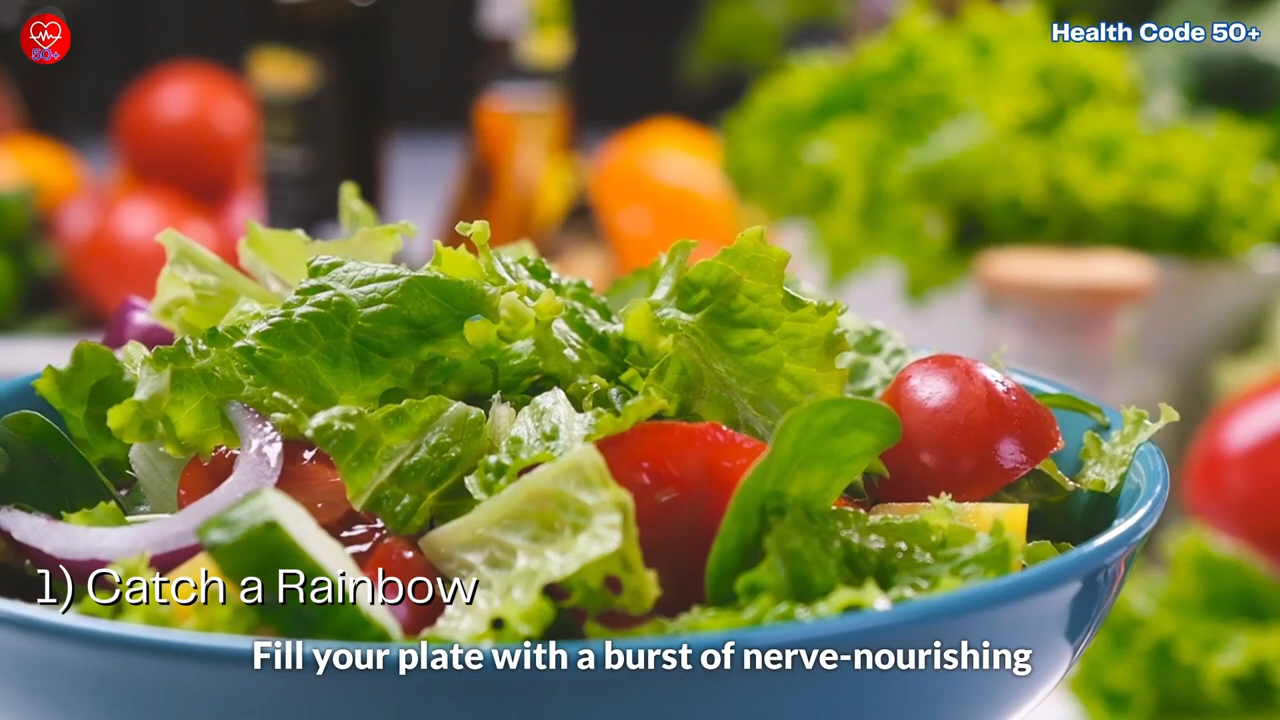 50+
Health Code 50+
1) Catch a Rainbow
Fill your plate with a burst of nerve-nourishing